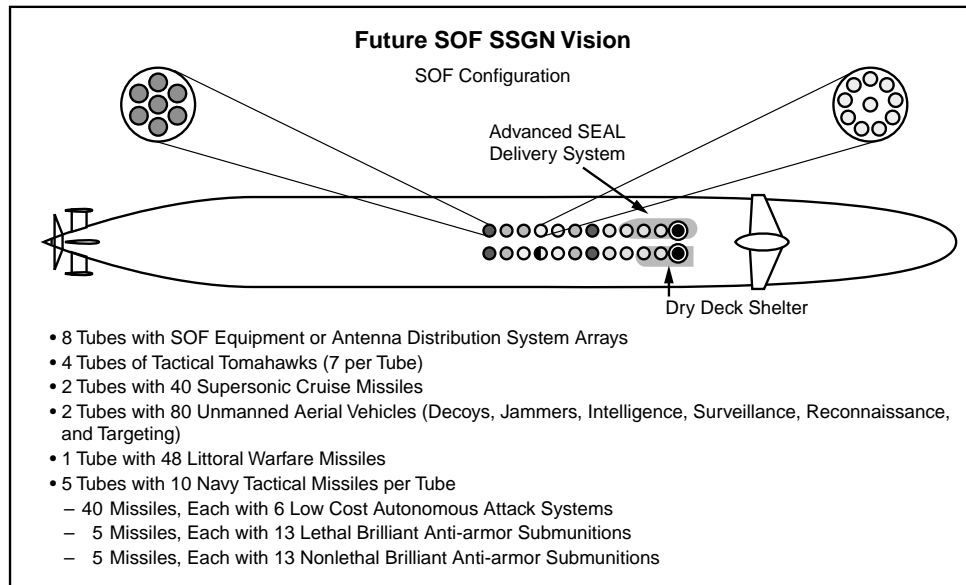 Future SOF SSGN Vision
SOF Configuration
Advanced SEAL
Delivery System
Dry Deck Shelter
• 8 Tubes with SOF Equipment or Antenna Distribution System Arrays
• 4 Tubes of Tactical Tomahawks (7 per Tube)
• 2 Tubes with 40 Supersonic Cruise Missiles
• 2 Tubes with 80 Unmanned Aerial Vehicles (Decoys, Jammers, Intelligence, Surveillance, Reconnaissance,
and Targeting)
• 1 Tube with 48 Littoral Warfare Missiles
• 5 Tubes with 10 Navy Tactical Missiles per Tube
– 40 Missiles, Each with 6 Low Cost Autonomous Attack Systems
– 5 Missiles, Each with 13 Lethal Brilliant Anti-armor Submunitions
– 5 Missiles, Each with 13 Nonlethal Brilliant Anti-armor Submunitions